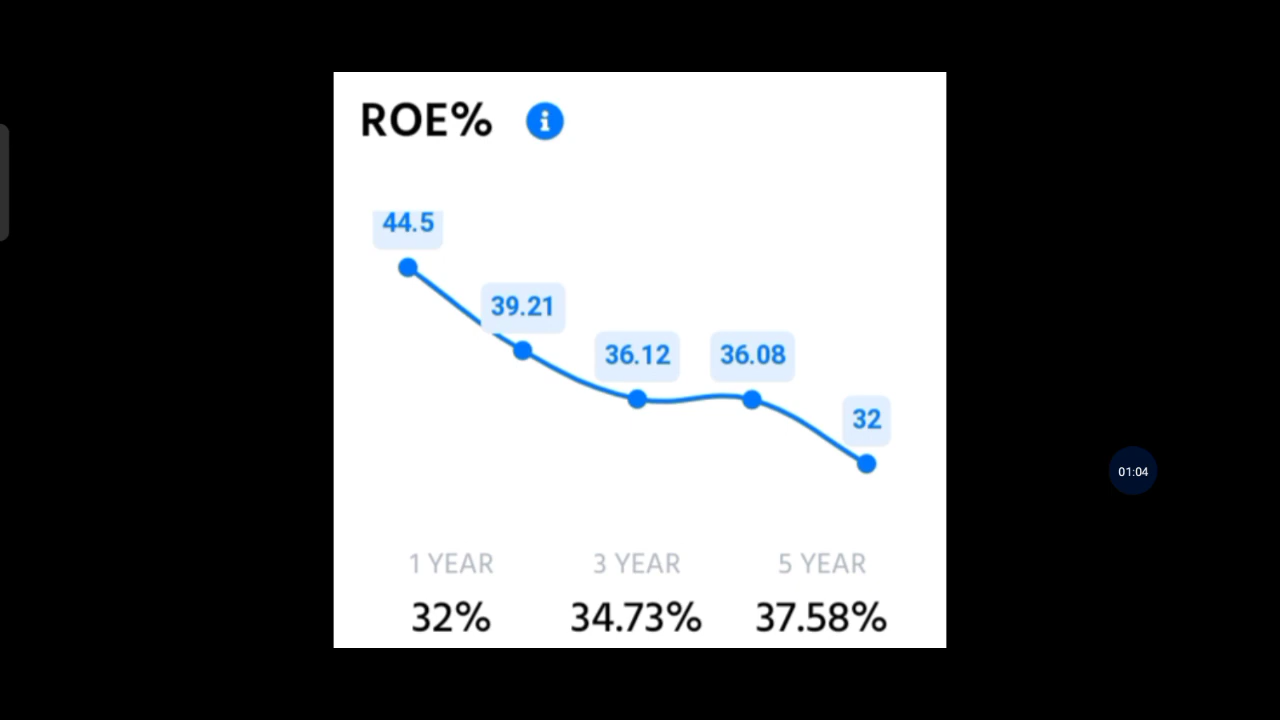 ROE%
44.5
39.21
36.12 36.08
32
01:04
1 YEAR 3 YEAR 5 YEAR
32% 34.73% 37.58%